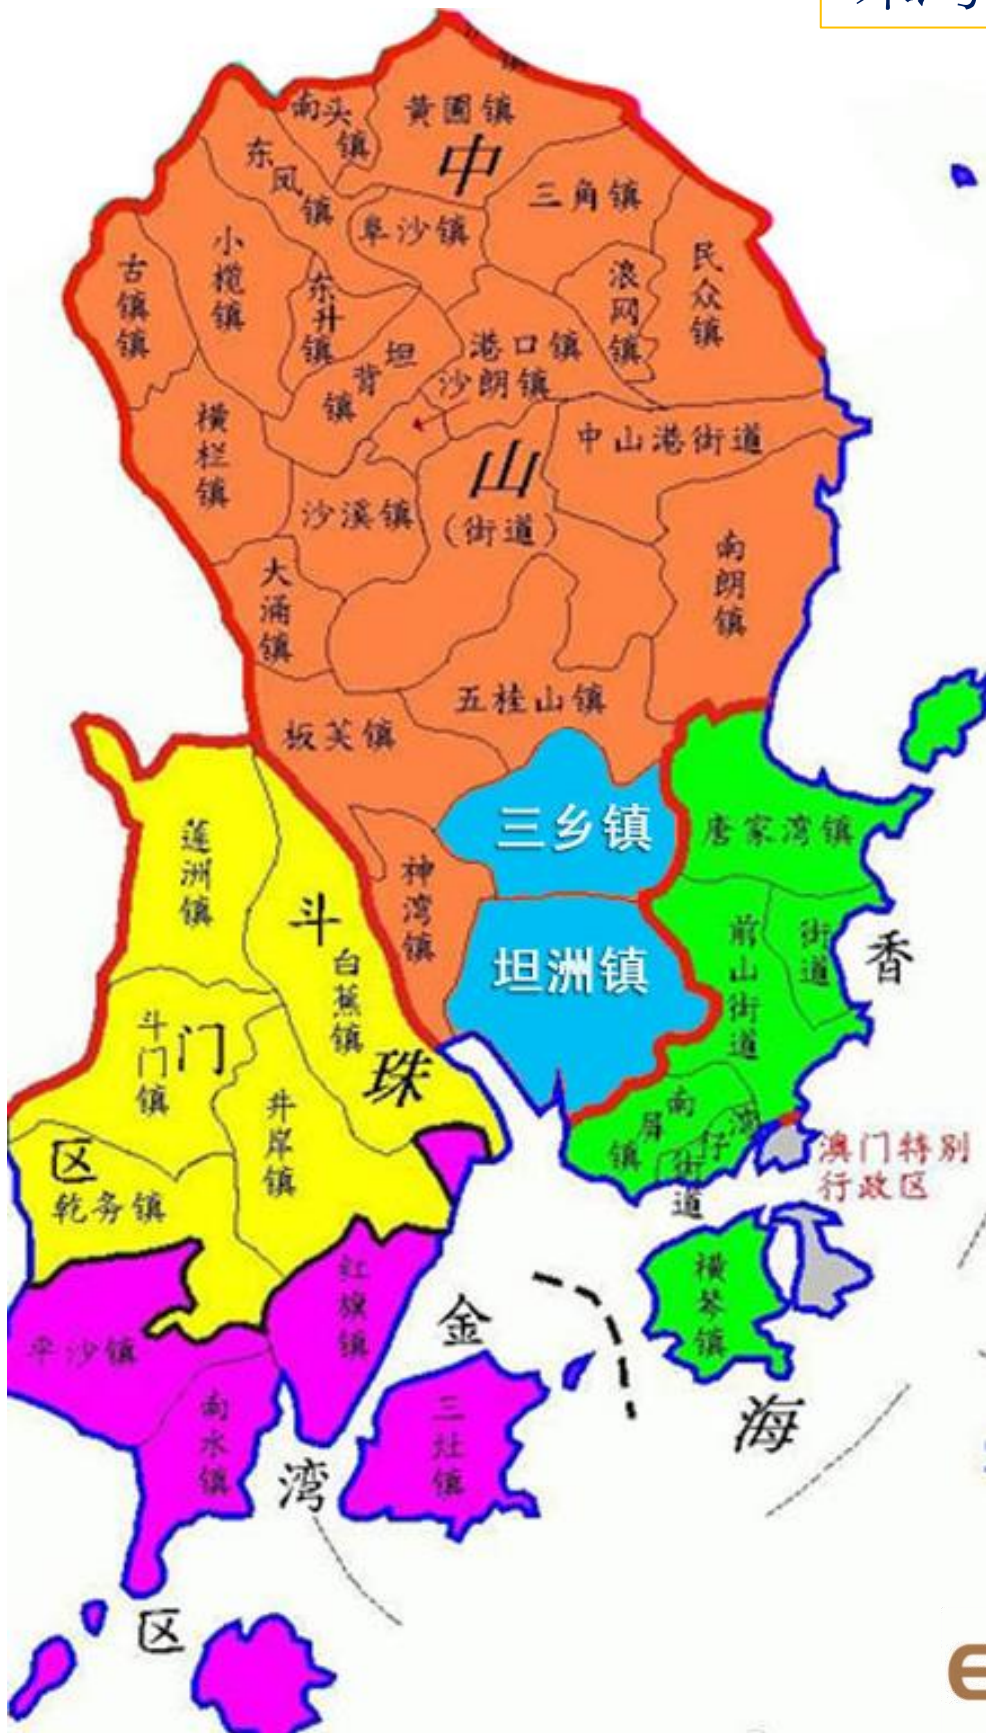 南头镇
黄圃镇
中
东凤镇
三角镇
阜沙镇
小榄镇
古镇镇
东升镇
浪网镇
民众镇
港口镇
坦背镇
沙朗镇
横栏镇
中山港街道
山
沙溪镇
(街道)
大涌镇
南朗镇
五桂山镇
板芙镇
三乡镇
唐家湾镇
莲洲镇
神湾镇
斗
白蕉镇
坦洲镇
前山街道
街道
香
斗门镇
门
珠
井岸镇
南屏镇
湾仔街道
澳门特别
行政区
区
乾务镇
红旗镇
横琴镇
金
平沙镇
海
南水镇
三灶镇
湾
区